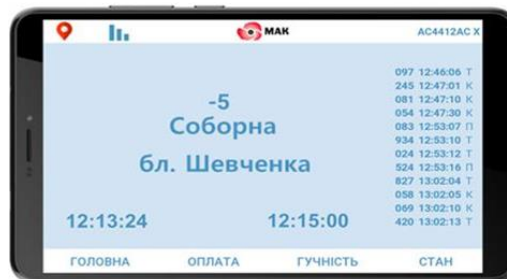 МАК
АС4412АС X
-5
Соборна
бл. Шевченка
12:13:24
12:15:00
097 12:46:06 Т
245 12:47:01 К
081 12:47:10 К
054 12:47:30 К
083 12:53:07 П
934 12:53:10 Т
024 12:53:12 Т
524 12:53:16 П
827 13:02:04 Т
058 13:02:05 К
069 13:02:10 К
420 13:02:13 Т
ГОЛОВНА
ОПЛАТА
ГУЧНІСТЬ
СТАН